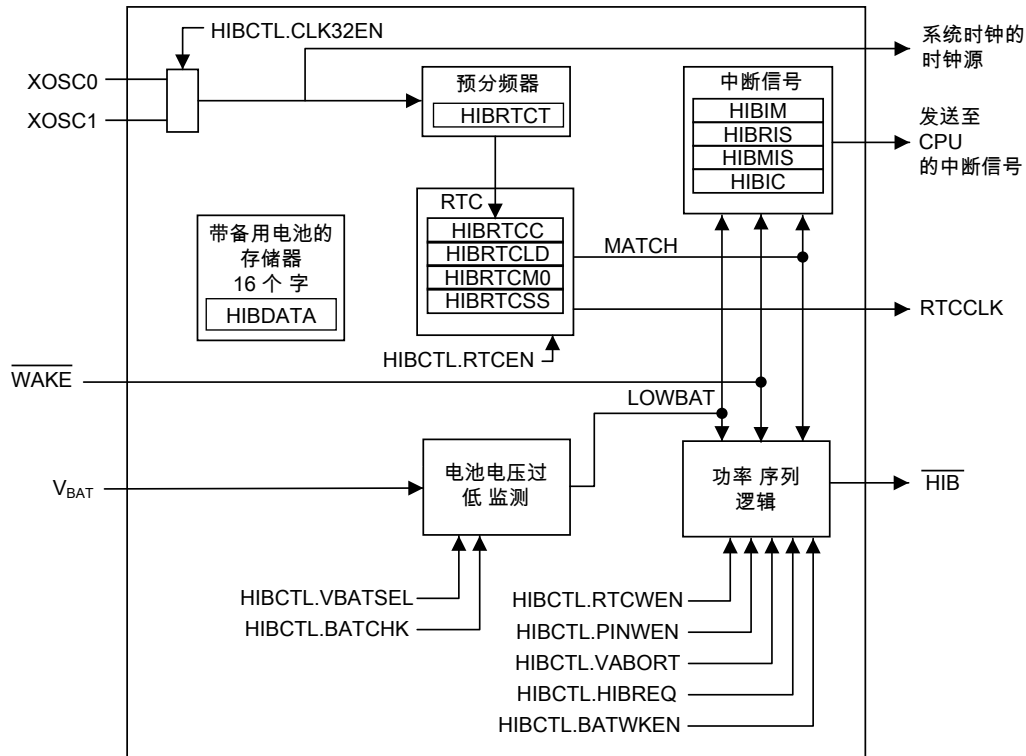 HIBCTL.CLK32EN
系统时钟的
时钟源
XOSC0
XOSC1
预分频器
HIBRTCT
中断信号
HIBIM
HIBRIS
HIBMIS
HIBIC
发送至
CPU
的中断信号
带备用电池的
存储器
16 个 字
HIBDATA
RTC
HIBRTCC
HIBRTCLD
HIBRTCM0
HIBRTCSS
MATCH
RTCCLK
HIBCTL.RTCEN
WAKE
LOWBAT
VBAT
电池电压过
低 监测
功率 序列
逻辑
HIB
HIBCTL.VBATSEL
HIBCTL.BATCHK
HIBCTL.RTCWEN
HIBCTL.PINWEN
HIBCTL.VABORT
HIBCTL.HIBREQ
HIBCTL.BATWKEN